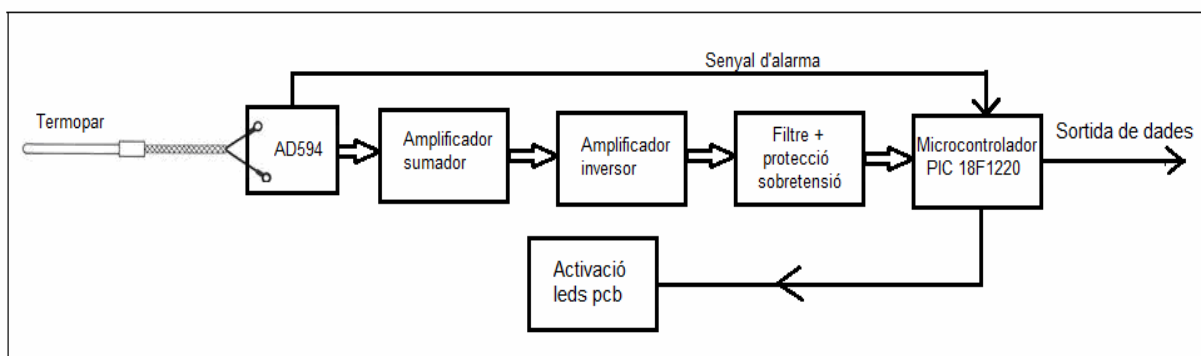 Senyal d'alarma
Termopar
AD594
Amplificador
sumador
Amplificador
inversor
Filtre +
protecció
sobretensió
Microcontrolador
PIC 18F1220
Sortida de dades
Activació
leds pcb